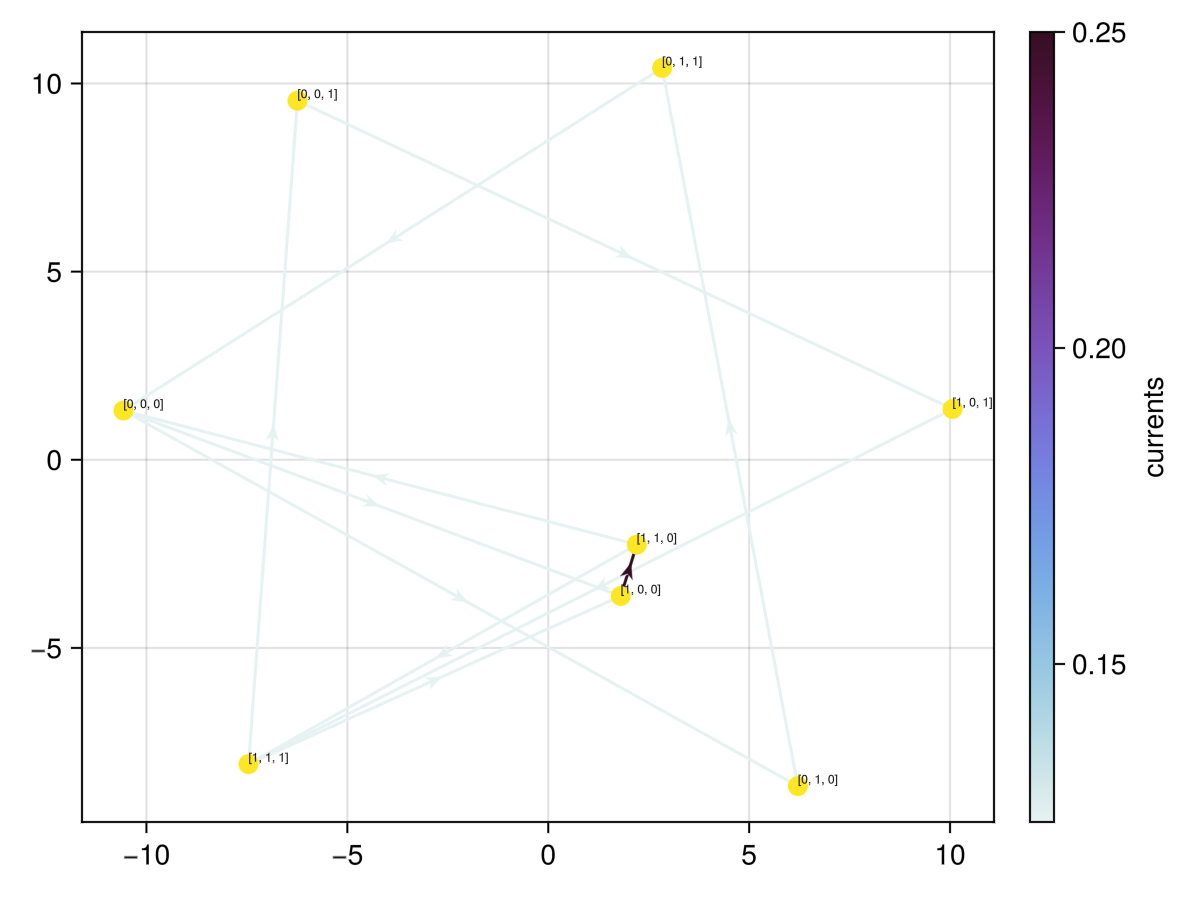 10
5
0
−5
−10
−5
0
5
10
[0, 0, 1]
[0, 1, 1]
[0, 0, 0]
[1, 0, 1]
[1, 1, 0]
[1, 0, 0]
[1, 1, 1]
[0, 1, 0]
0.25
0.20
0.15
currents